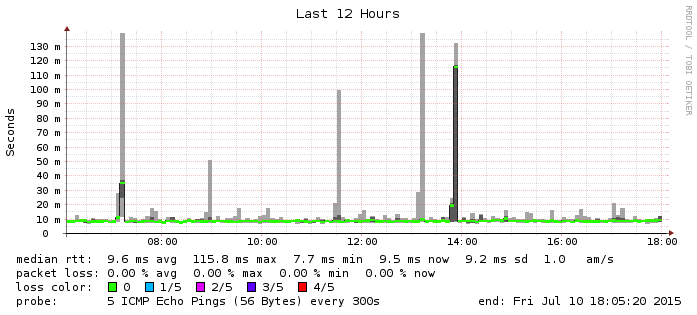 Last 12 Hours
RRDTOOL / TOBI OETIKER
Seconds
130 m
120 m
110 m
100 m
90 m
80 m
70 m
60 m
50 m
40 m
30 m
20 m
10 m
0
08:00 10:00 12:00 14:00 16:00 18:00
median rtt: 9.6 ms avg 115.8 ms max 7.7 ms min 9.5 ms now 9.2 ms sd 1.0 am/s
packet loss: 0.00 % avg 0.00 % max 0.00 % min 0.00 % now
loss color: 0 1/5 2/5 3/5 4/5
probe: 5 ICMP Echo Pings (56 Bytes) every 300s end: Fri Jul 10 18:05:20 2015